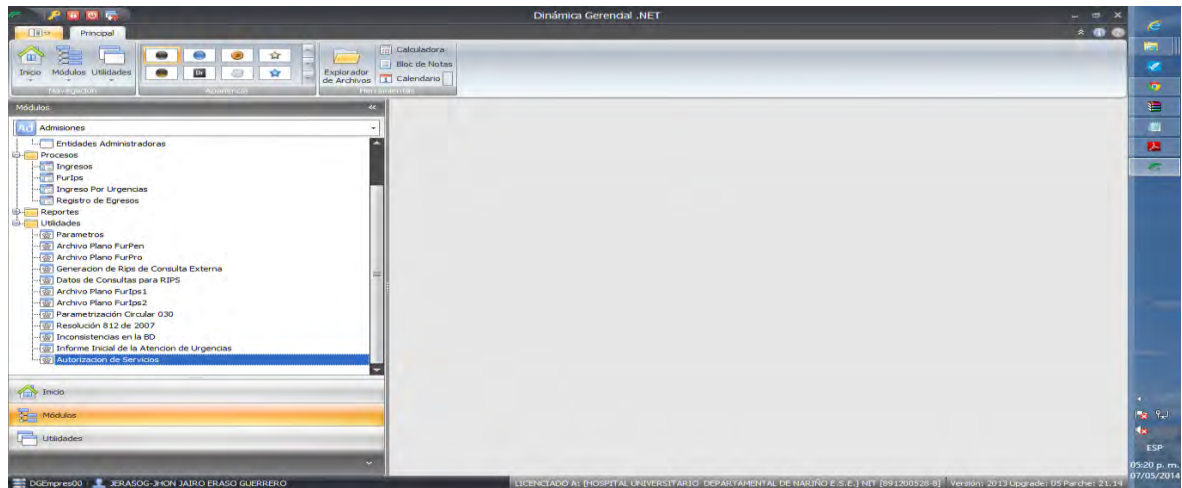 Dinámica Gerencial .NET
Principal
Inicio
Módulos
Utilidades
Navegación
Apariencia
Explorador de Archivos
Calculadora
Bloc de Notas
Calendario
Herramientas
Módulos
Admisiones
Entidades Administradoras
Procesos
Ingresos
FurIps
Ingreso Por Urgencias
Registro de Egresos
Reportes
Utilidades
Parametros
Archivo Plano FurPen
Archivo Plano FurPro
Generacion de Rips de Consulta Externa
Datos de Consultas para RIPS
Archivo Plano FurIps1
Archivo Plano FurIps2
Parametrización Circular 030
Resolución 812 de 2007
Inconsistencias en la BD
Informe Inicial de la Atencion de Urgencias
Autorizacion de Servicios
Inicio
Módulos
Utilidades
DGEmpres00
JERASOG-JHON JAIRO ERASO GUERRERO
LICENCIADO A: [HOSPITAL UNIVERSITARIO DEPARTAMENTAL DE NARIÑO E.S.E.] NIT [891200528-8]
Versión: 2013 Upgrade: 05 Parche: 21.14
ESP
05:20 p. m.
07/05/2014